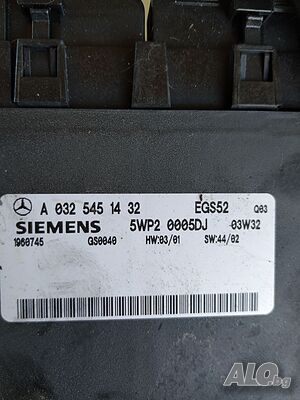 A 032 545 14 32 EGS52 Q03
SIEMENS 5WP2 0005DJ 03W32
1960745 GS0040 HW:03/01 SW:44/02
ALO.bg